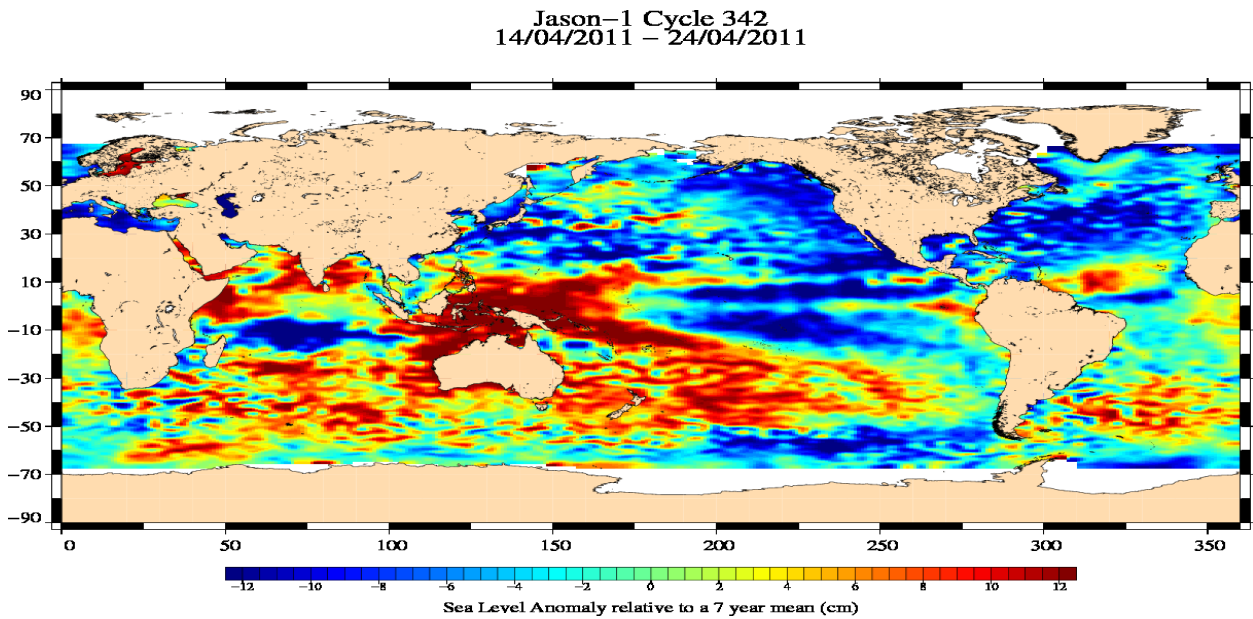 Jason−1 Cycle 342
14/04/2011 − 24/04/2011
90
70
50
30
10
−10
−30
−50
−70
−90
0 50 100 150 200 250 300 350
−12 −10 −8 −6 −4 −2 0 2 4 6 8 10 12
Sea Level Anomaly relative to a 7 year mean (cm)